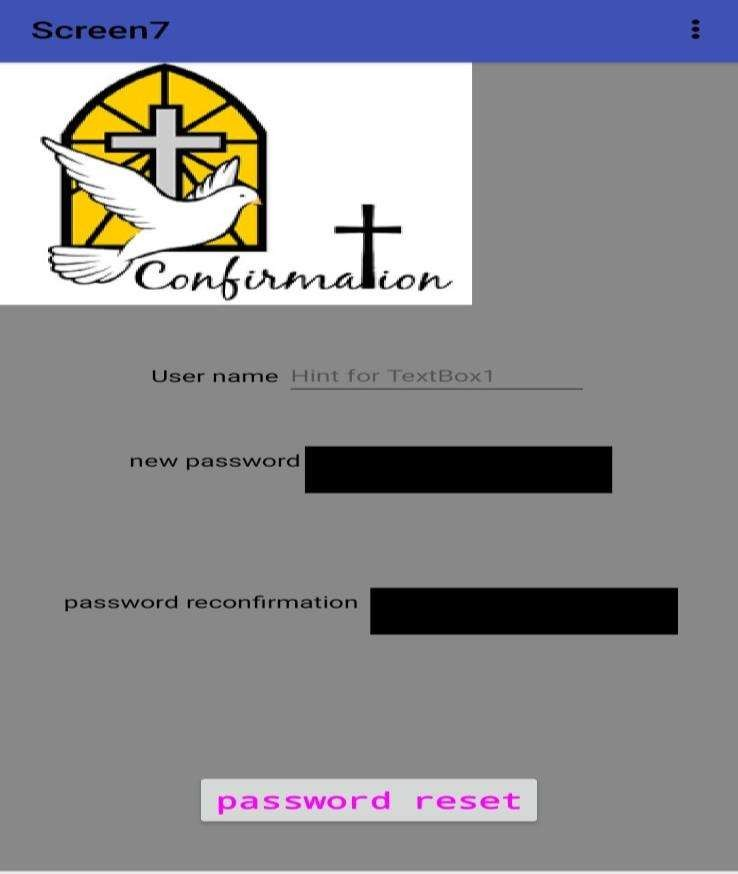 Screen7
Confirmation
User name Hint for TextBox1
new password
password reconfirmation
password reset